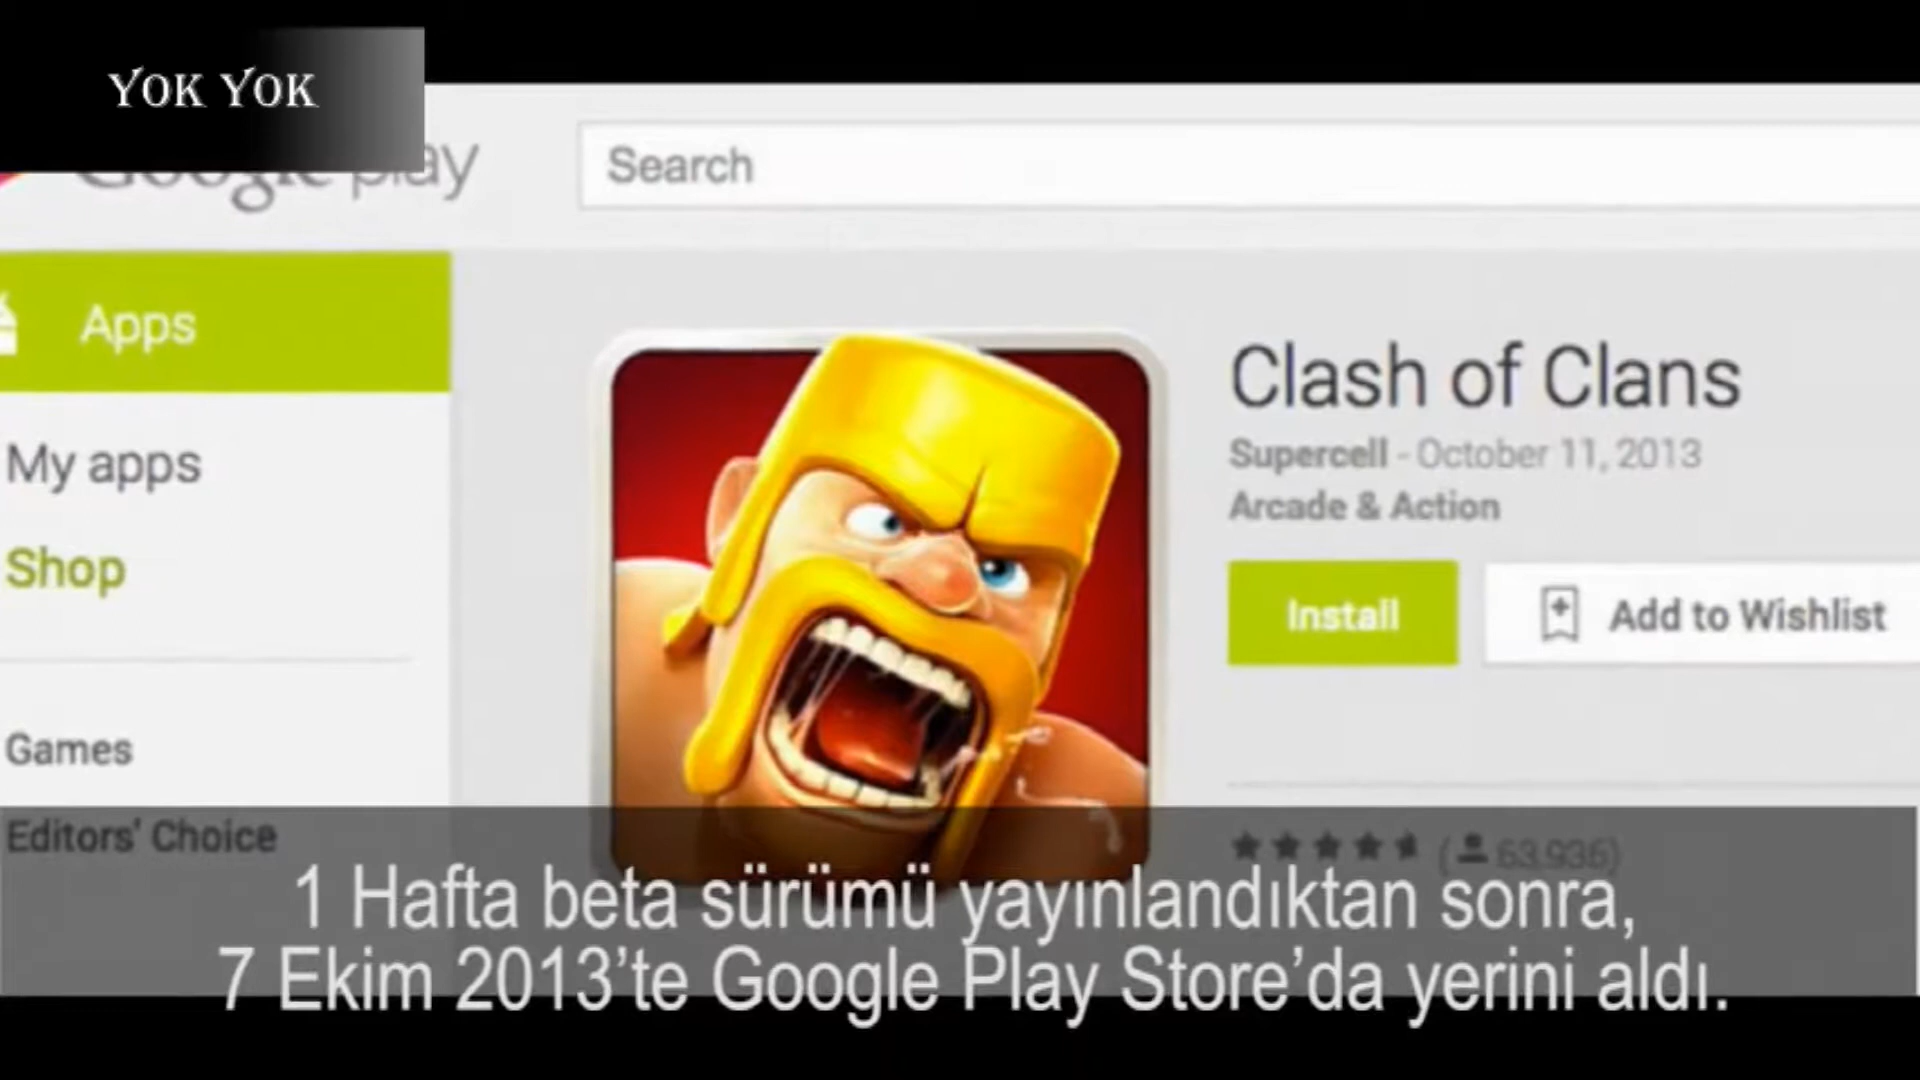 YOK YOK
Google play
Search
Apps
My apps
Shop
Games
Editors' Choice
Clash of Clans
Supercell - October 11, 2013
Arcade & Action
Install
Add to Wishlist
(63.936)
1 Hafta beta sürümü yayınlandıktan sonra,
7 Ekim 2013’te Google Play Store’da yerini aldı.